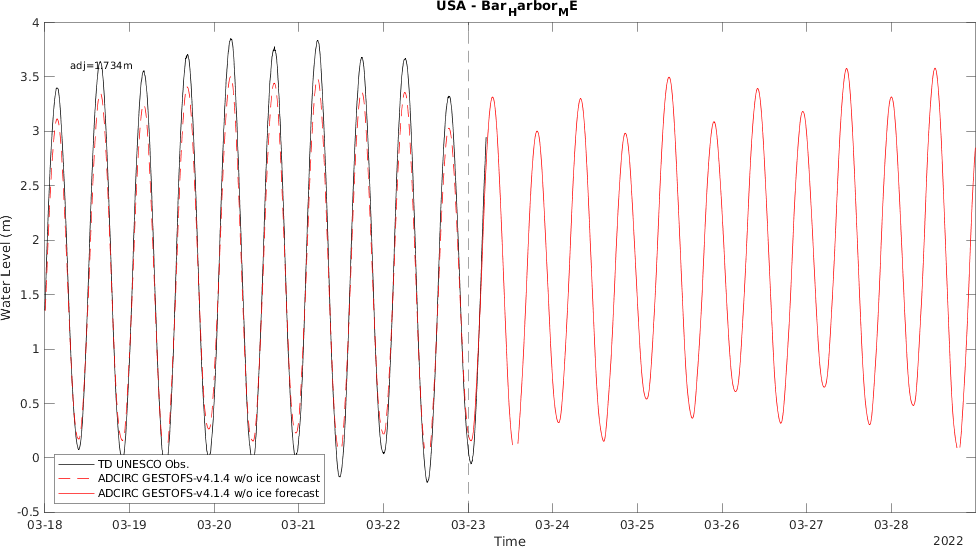 USA - BarHarborME
4
adj=1.734m
3.5
3
2.5
2
1.5
1
0.5
0
-0.5
Water Level (m)
TD UNESCO Obs.
ADCIRC GESTOFS-v4.1.4 w/o ice nowcast
ADCIRC GESTOFS-v4.1.4 w/o ice forecast
03-18 03-19 03-20 03-21 03-22 03-23 03-24 03-25 03-26 03-27 03-28
Time
2022